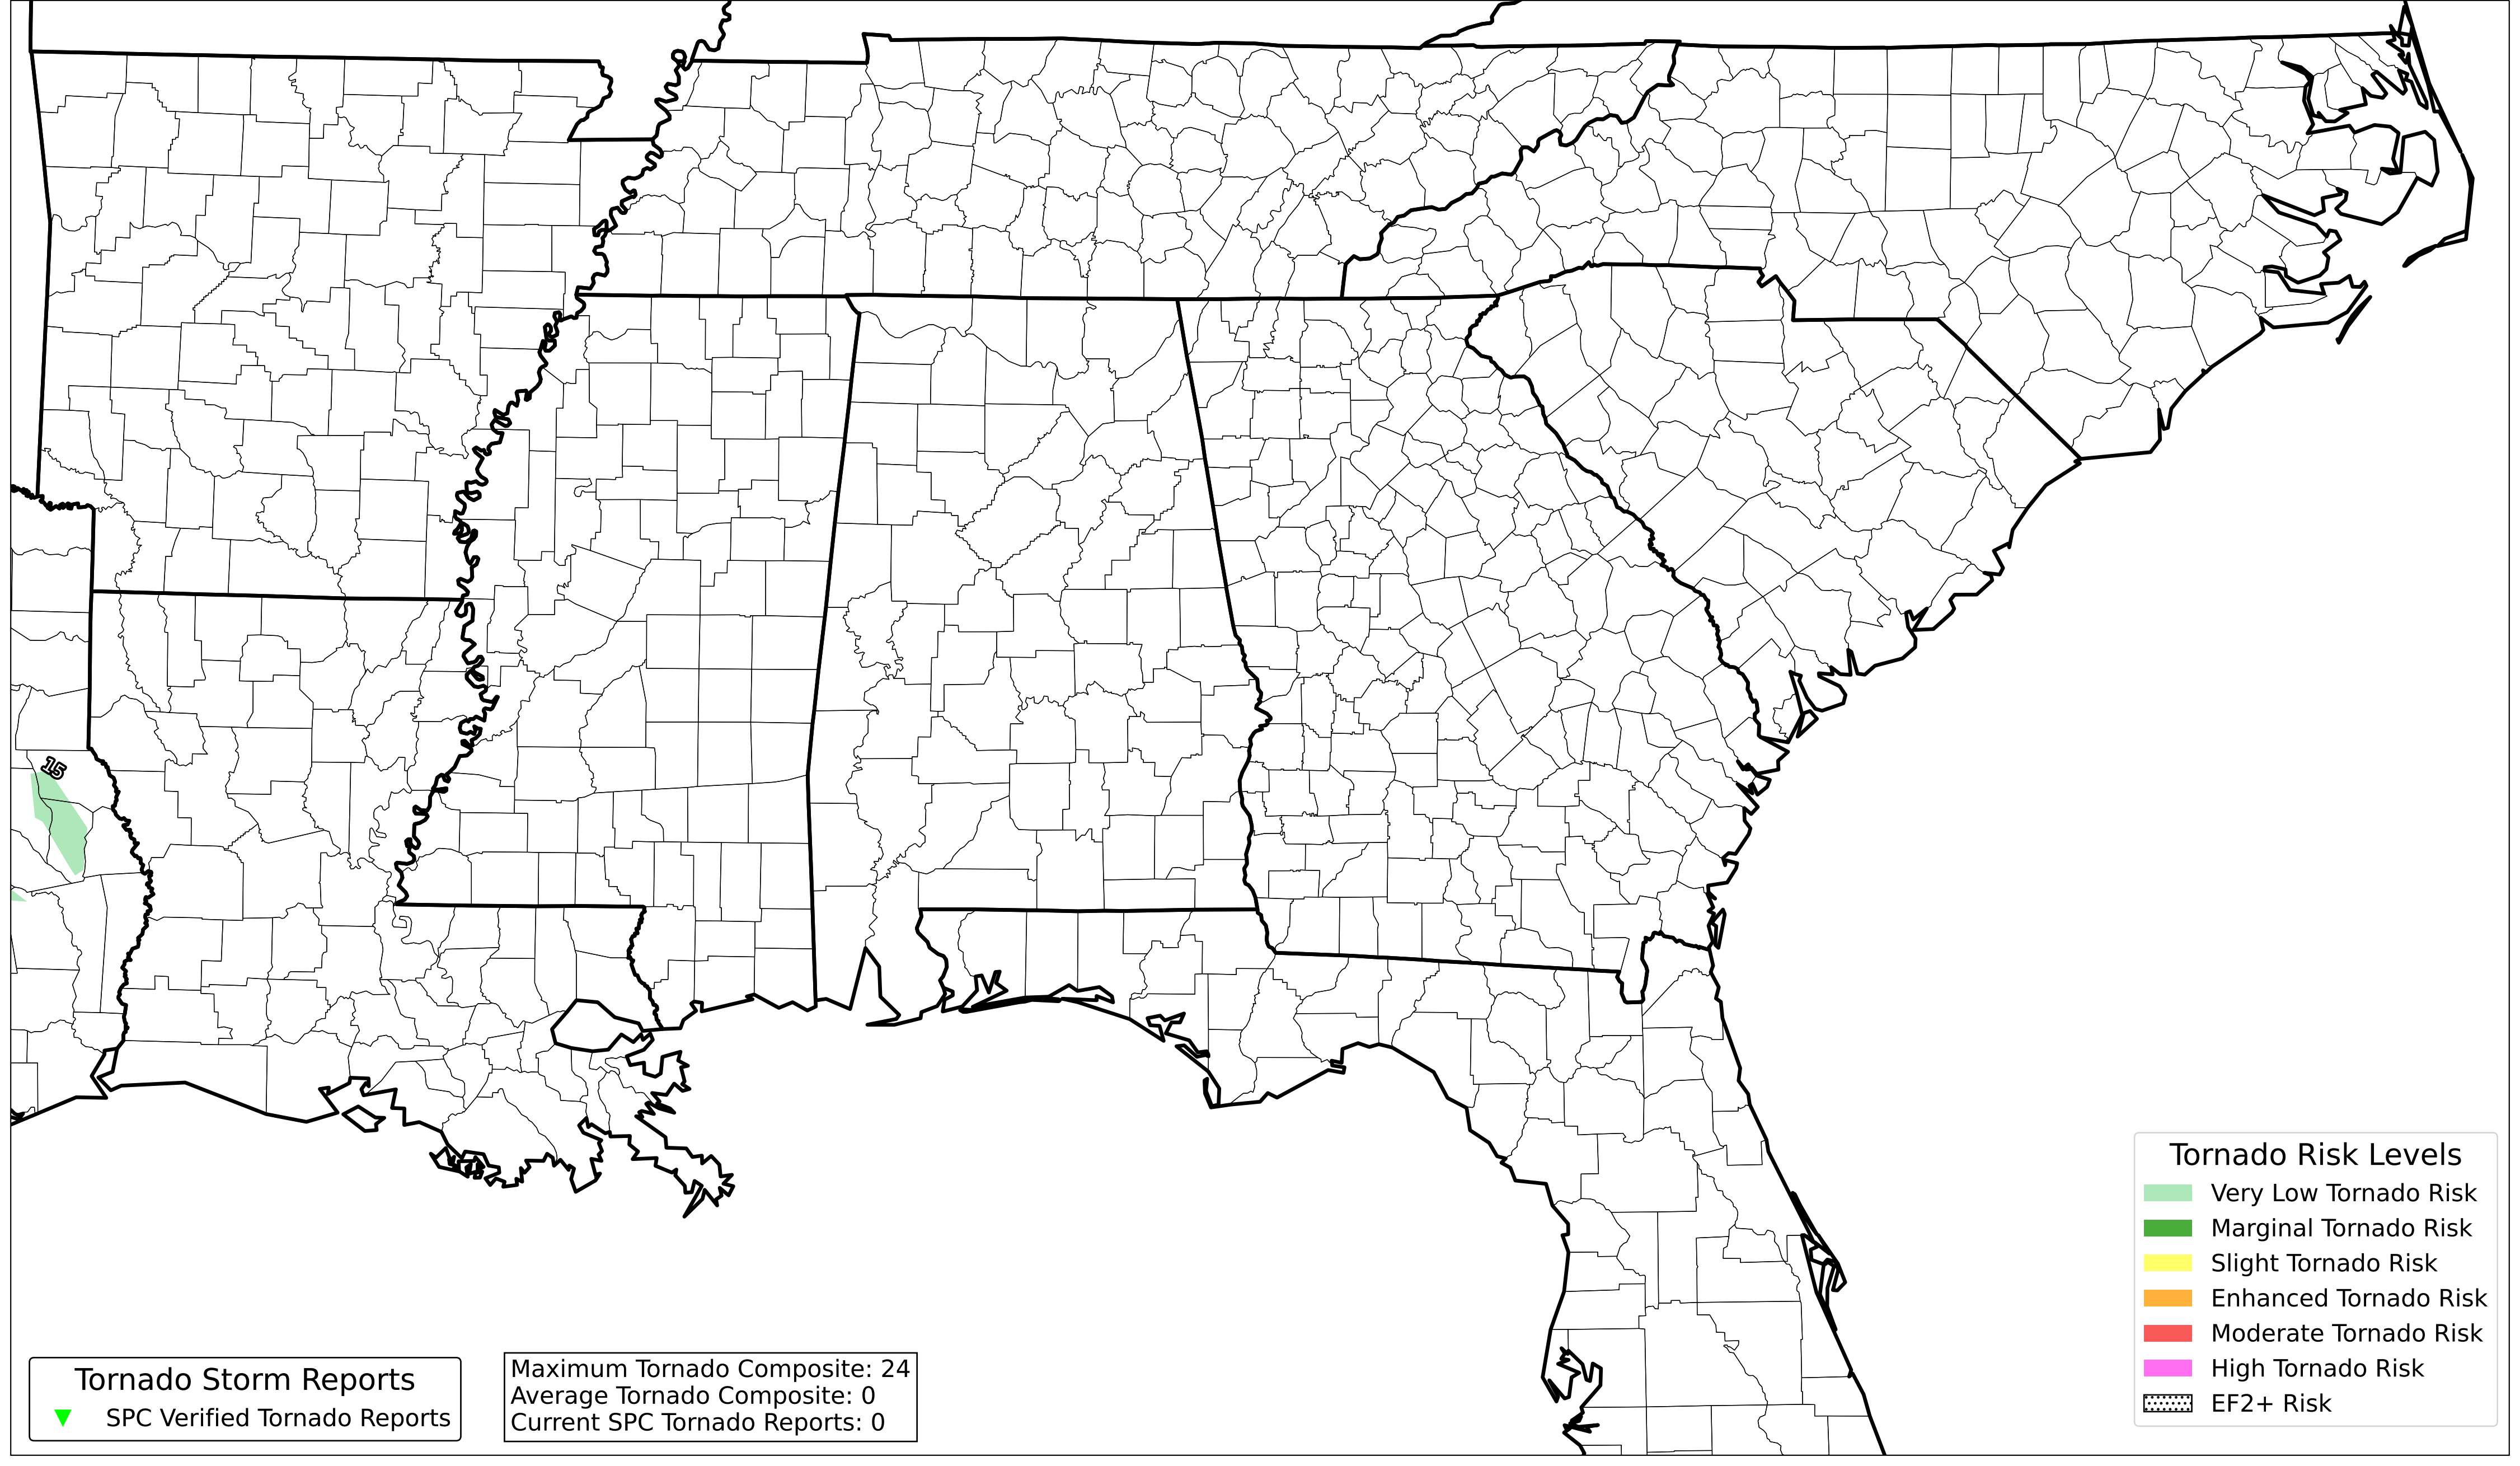 15
Tornado Risk Levels
Very Low Tornado Risk
Marginal Tornado Risk
Slight Tornado Risk
Enhanced Tornado Risk
Moderate Tornado Risk
High Tornado Risk
EF2+ Risk
Tornado Storm Reports
SPC Verified Tornado Reports
Maximum Tornado Composite: 24
Average Tornado Composite: 0
Current SPC Tornado Reports: 0